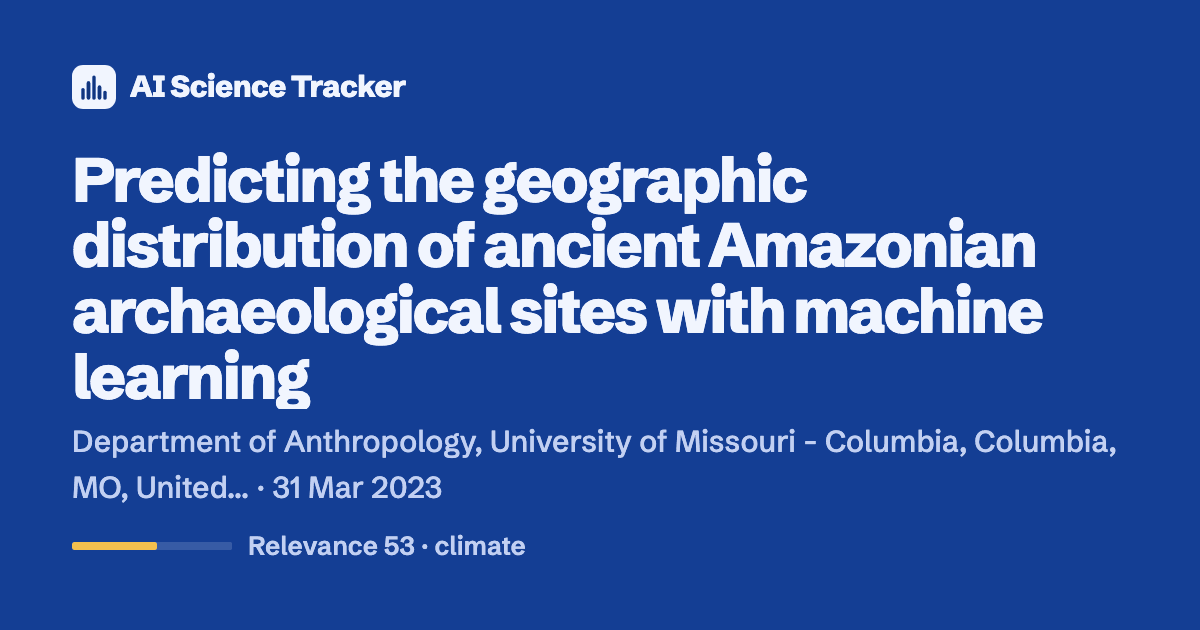 AI Science Tracker
Predicting the geographic
distribution of ancient Amazonian
archaeological sites with machine
learning
Department of Anthropology, University of Missouri - Columbia, Columbia,
MO, United... · 31 Mar 2023
Relevance 53 · climate